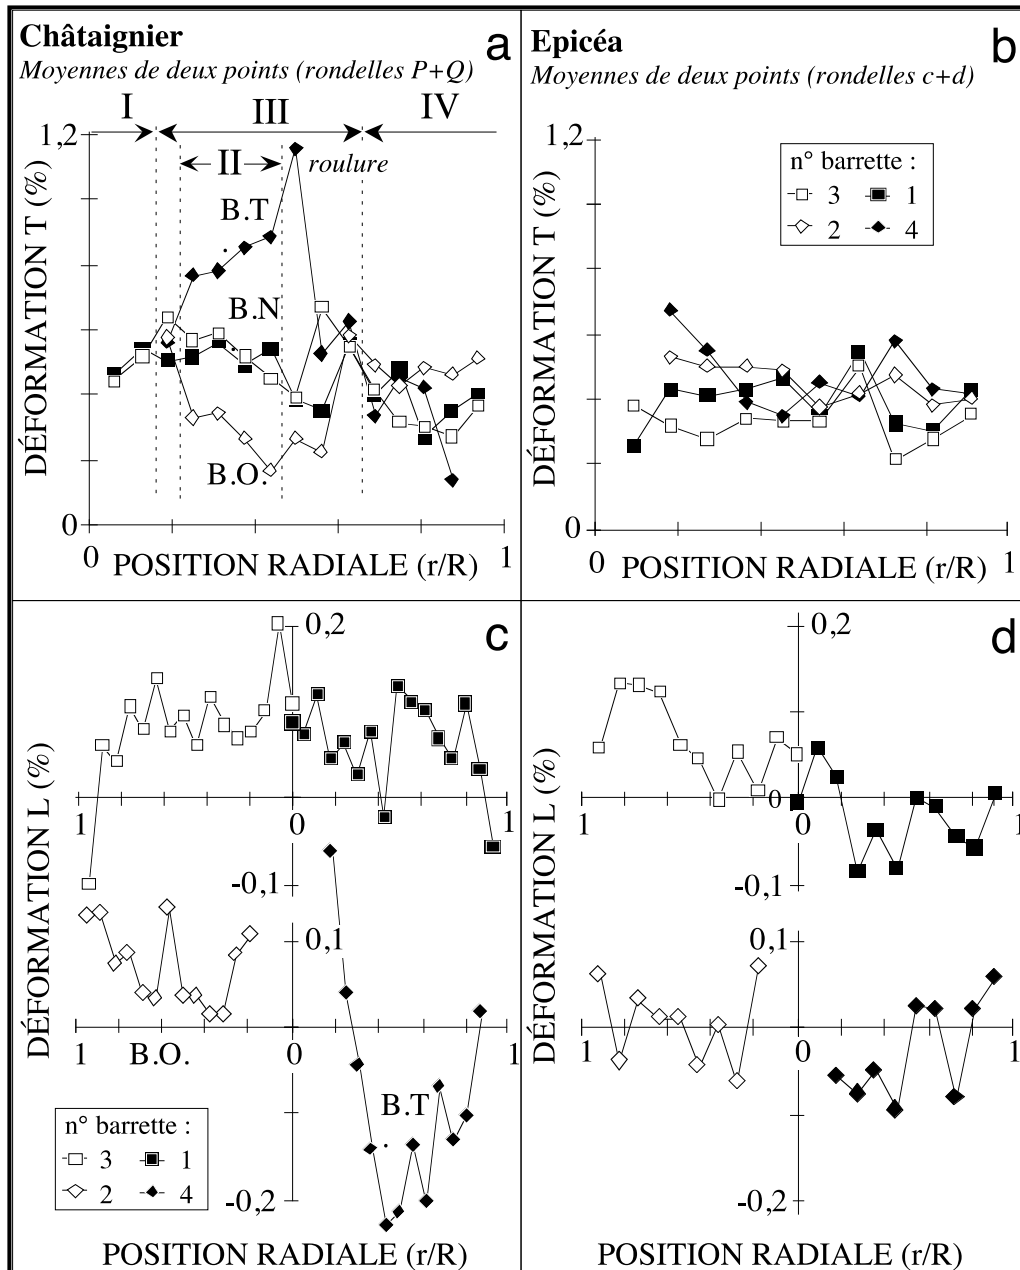 Châtaignier
a
Moyennes de deux points (rondelles P+Q)
I
III
IV
1,2
II
roulure
B.T
B.N
B.O.
DÉFORMATION T (%)
0
0
1
POSITION RADIALE (r/R)
Epicéa
b
Moyennes de deux points (rondelles c+d)
1,2
n° barrette :
3
1
2
4
DÉFORMATION T (%)
0
0
1
POSITION RADIALE (r/R)
c
0,2
1
0
1
-0,1
0,1
DÉFORMATION L (%)
1
B.O.
0
1
B.T
n° barrette :
3
1
2
4
-0,2
POSITION RADIALE (r/R)
d
0,2
0
1
0
1
-0,1
0,1
DÉFORMATION L (%)
1
0
1
-0,2
POSITION RADIALE (r/R)